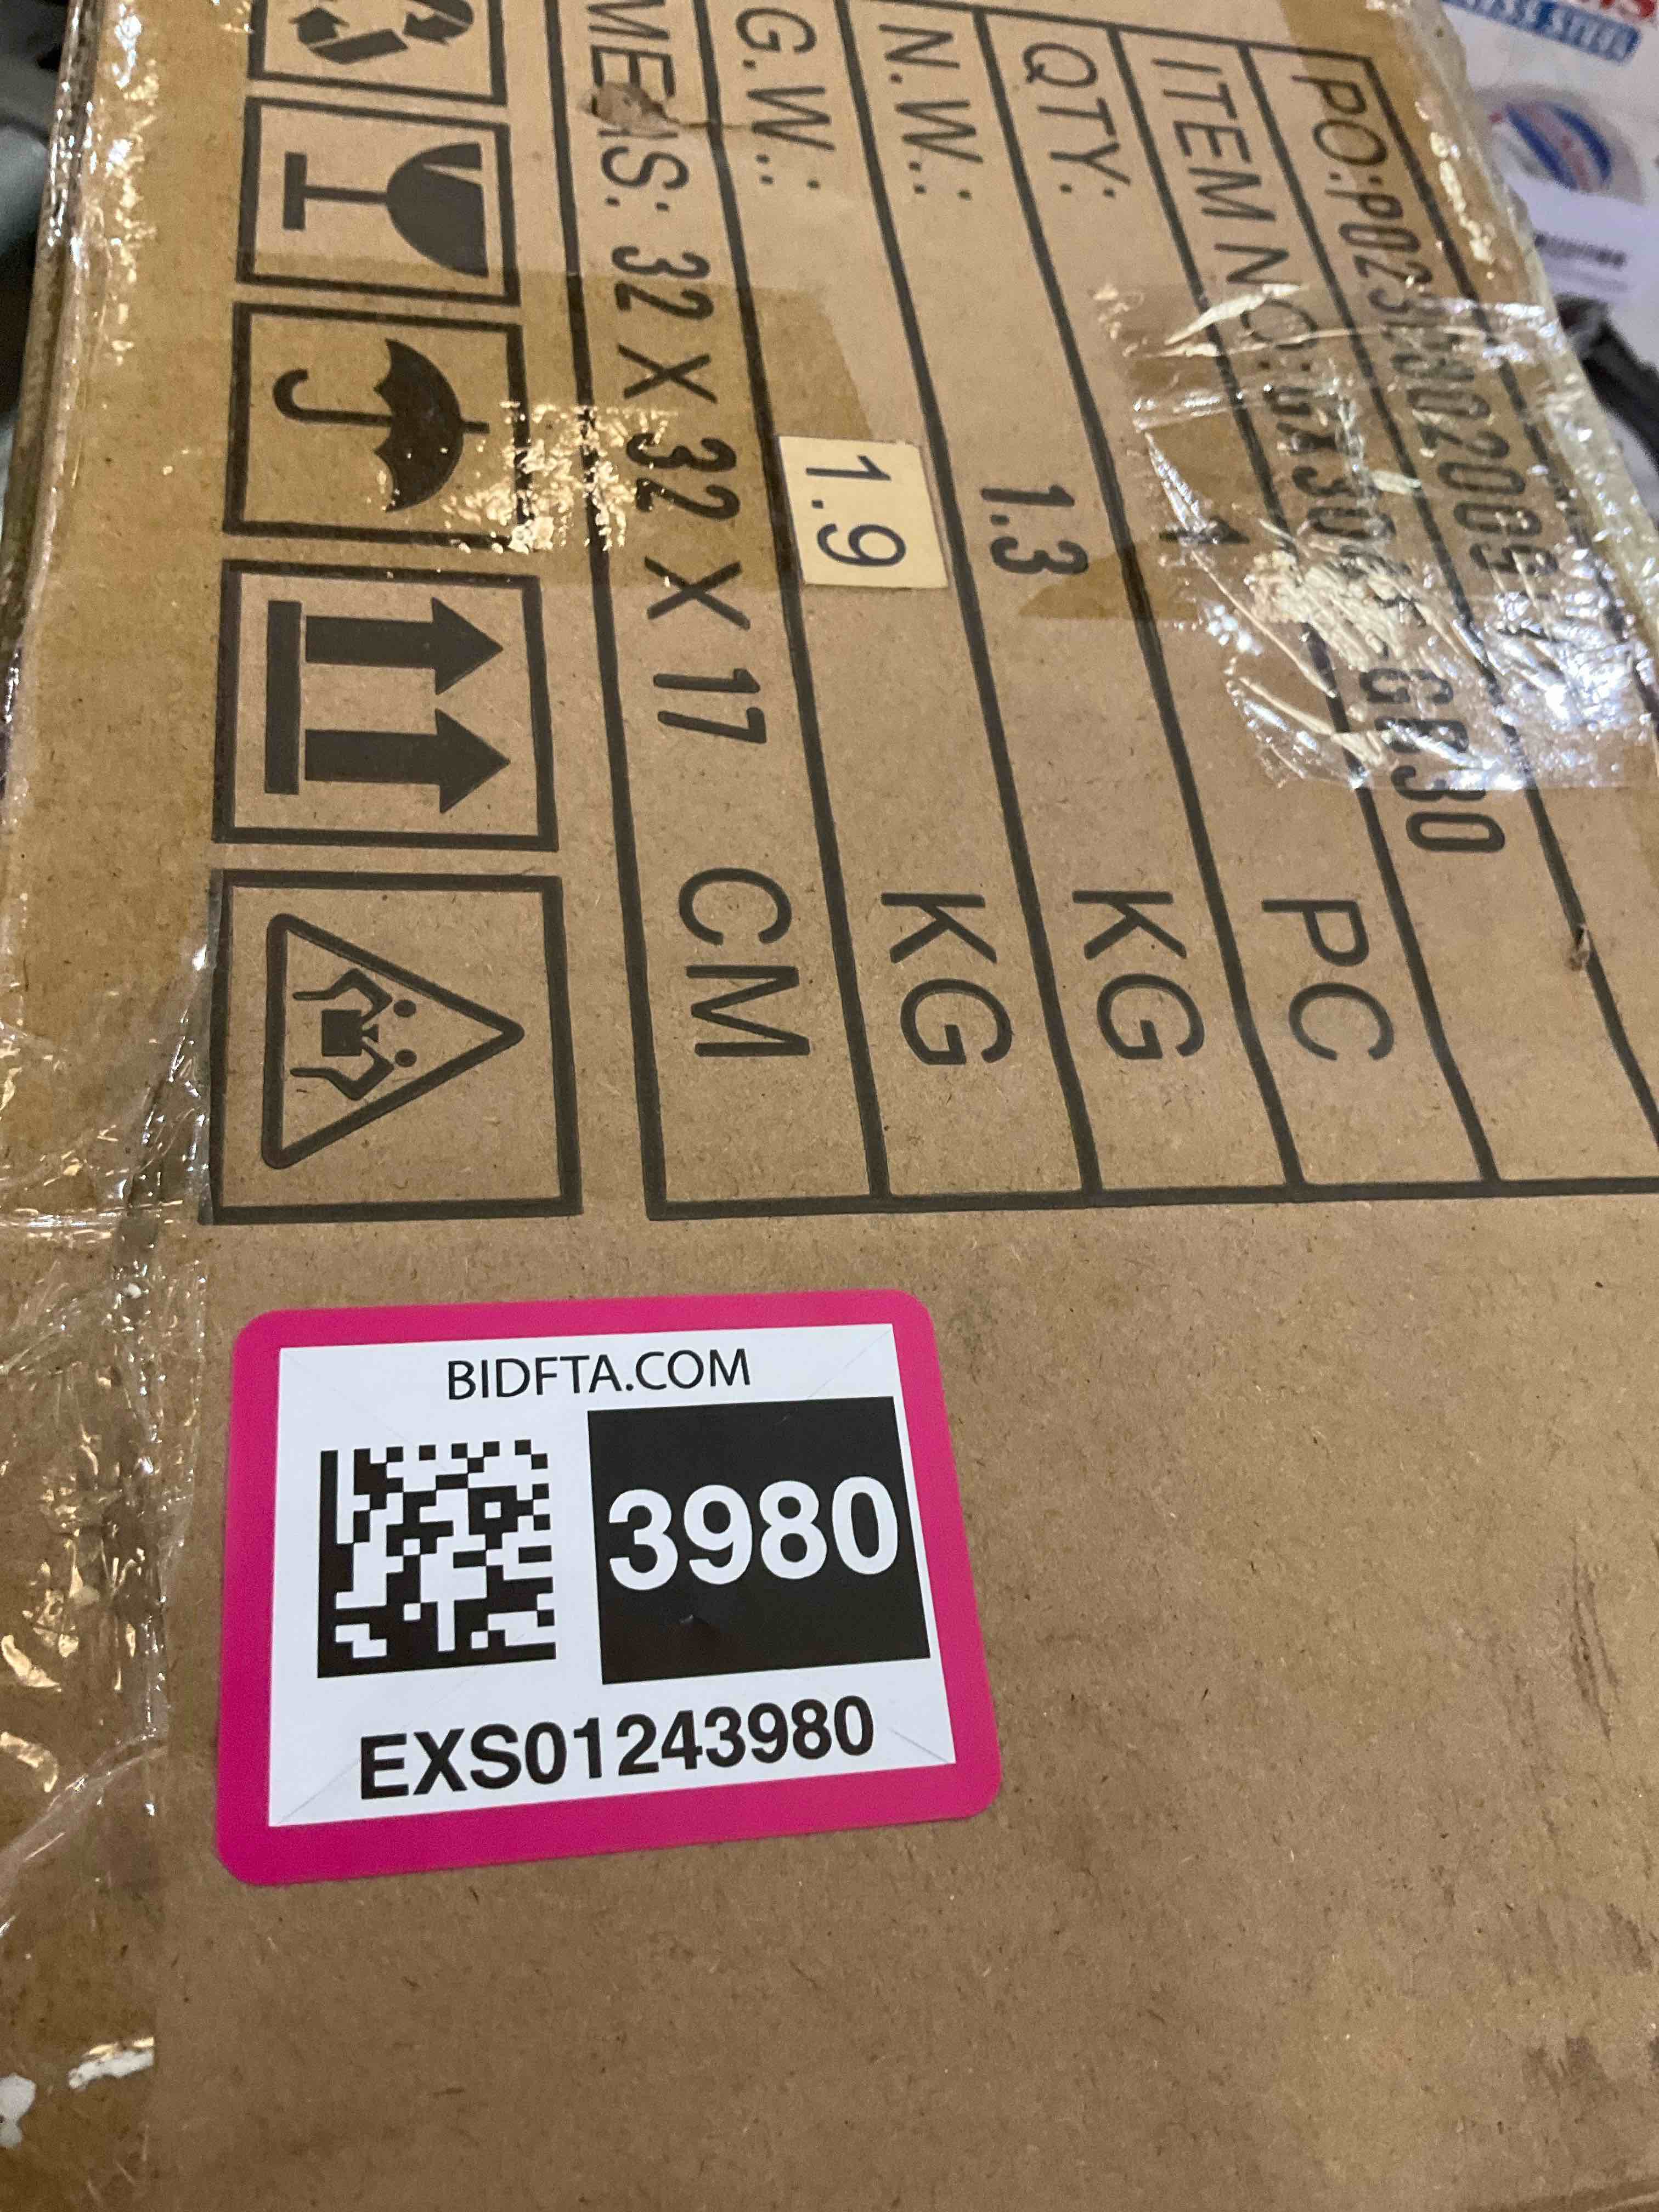 PO:
ITEM NO.:
QTY: 1 PC
N.W.: 1.3 KG
G.W.: 1.9 KG
32 X 32 X 17 CM
BIDFTA.COM
3980
EXS01243980